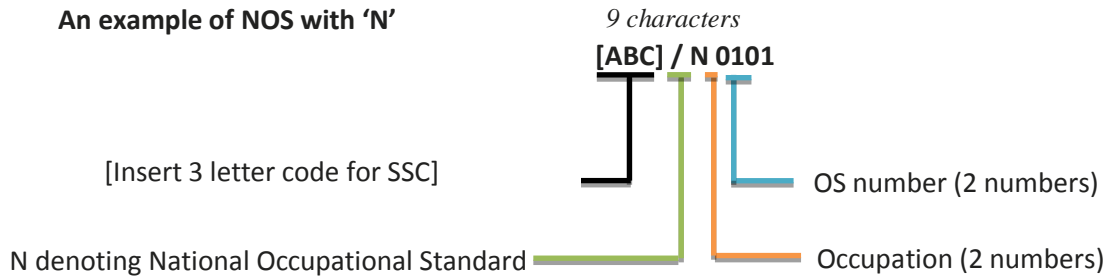 An example of NOS with ‘N’
9 characters
[ABC] / N 0101
[Insert 3 letter code for SSC]
OS number (2 numbers)
N denoting National Occupational Standard
Occupation (2 numbers)